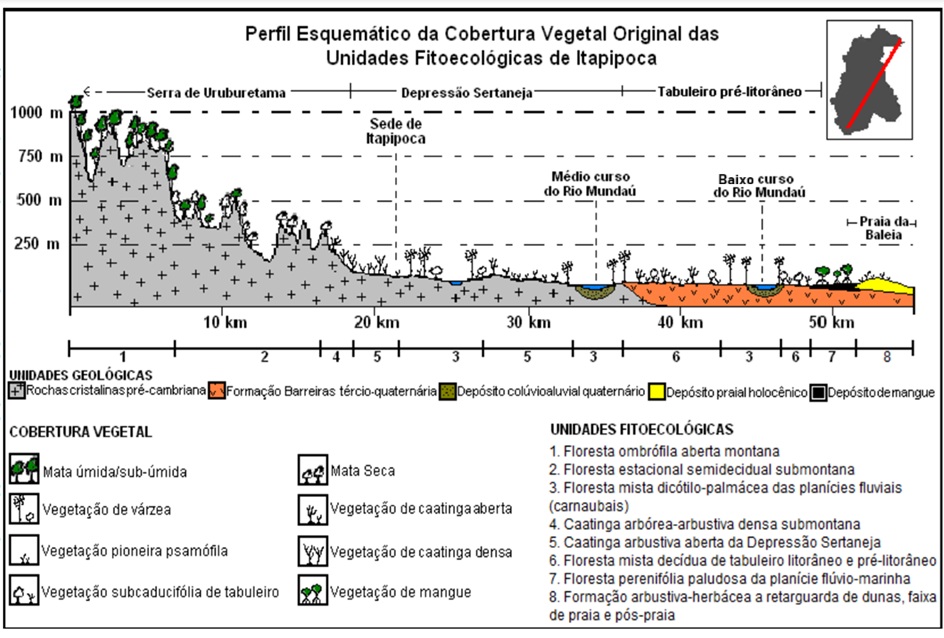 Perfil Esquemático da Cobertura Vegetal Original das
Unidades Fitoecológicas de Itapipoca
Serra de Uruburetama
Depressão Sertaneja
Tabuleiro pré-litorâneo
1000 m
750 m
500 m
250 m
Sede de
Itapipoca
Médio curso
do Rio Mundaú
Baixo curso
do Rio Mundaú
Praia da
Baleia
10 km
20 km
30 km
40 km
50 km
1
2
4
5
3
5
3
6
3
6
7
8
UNIDADES GEOLÓGICAS
Rochas cristalinas pré-cambriana
Formação Barreiras tércio-quaternária
Depósito colúvioaluvial quaternário
Depósito praial holocênico
Depósito de mangue
COBERTURA VEGETAL
Mata úmida/sub-úmida
Vegetação de várzea
Vegetação pioneira psamófila
Vegetação subcaducifólia de tabuleiro
Mata Seca
Vegetação de caatinga aberta
Vegetação de caatinga densa
Vegetação de mangue
UNIDADES FITOECOLÓGICAS
1. Floresta ombrófila aberta montana
2. Floresta estacional semidecidual submontana
3. Floresta mista dicótilo-palmácea das planícies fluviais
(carnaubais)
4. Caatinga arbórea-arbustiva densa submontana
5. Caatinga arbustiva aberta da Depressão Sertaneja
6. Floresta mista decídua de tabuleiro litorâneo e pré-litorâneo
7. Floresta perenifólia paludosa da planície flúvio-marinha
8. Formação arbustiva-herbácea a retaguarda de dunas, faixa
de praia e pós-praia